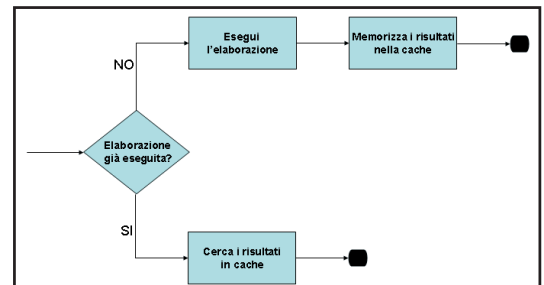 Esegui
l'elaborazione
Memorizza i risultati
nella cache
NO
Elaborazione
già eseguita?
SI
Cerca i risultati
in cache